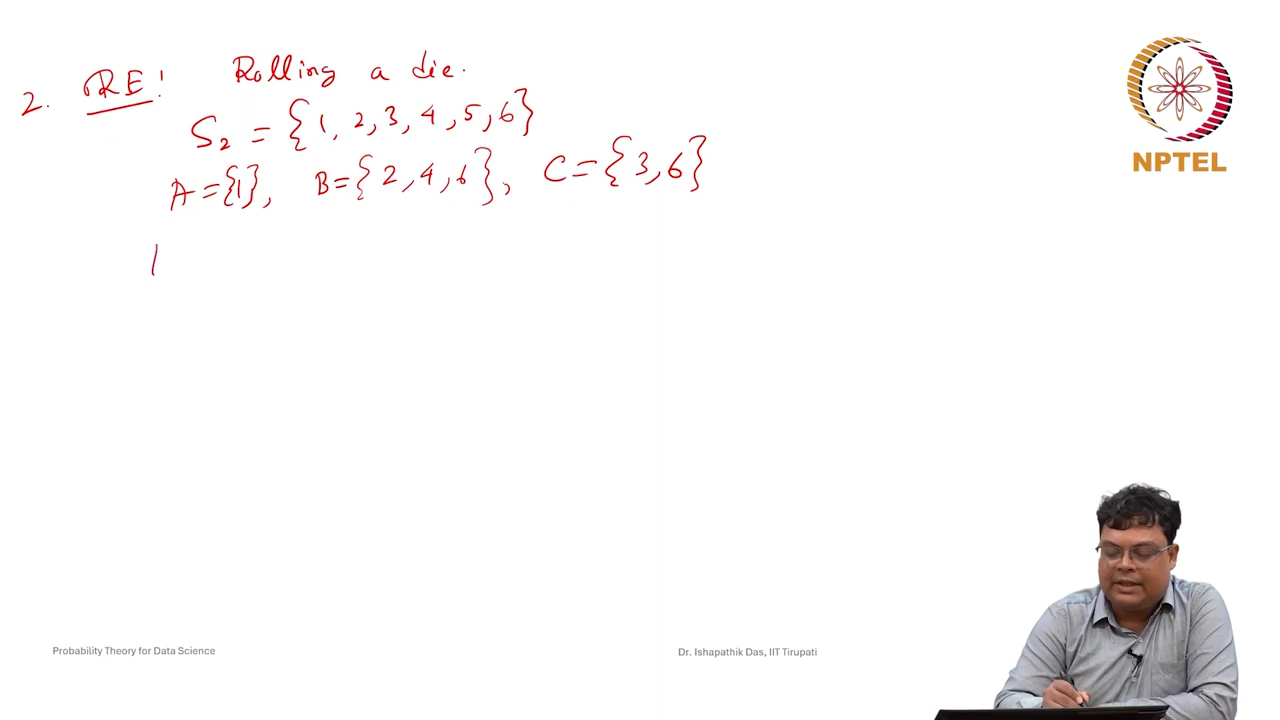 2. RE! Rolling a die.
S₂ = {1, 2, 3, 4, 5, 6}
A = {1}, B = {2, 4, 6}, C = {3, 6}
NPTEL
Probability Theory for Data Science
Dr. Ishapathik Das, IIT Tirupati